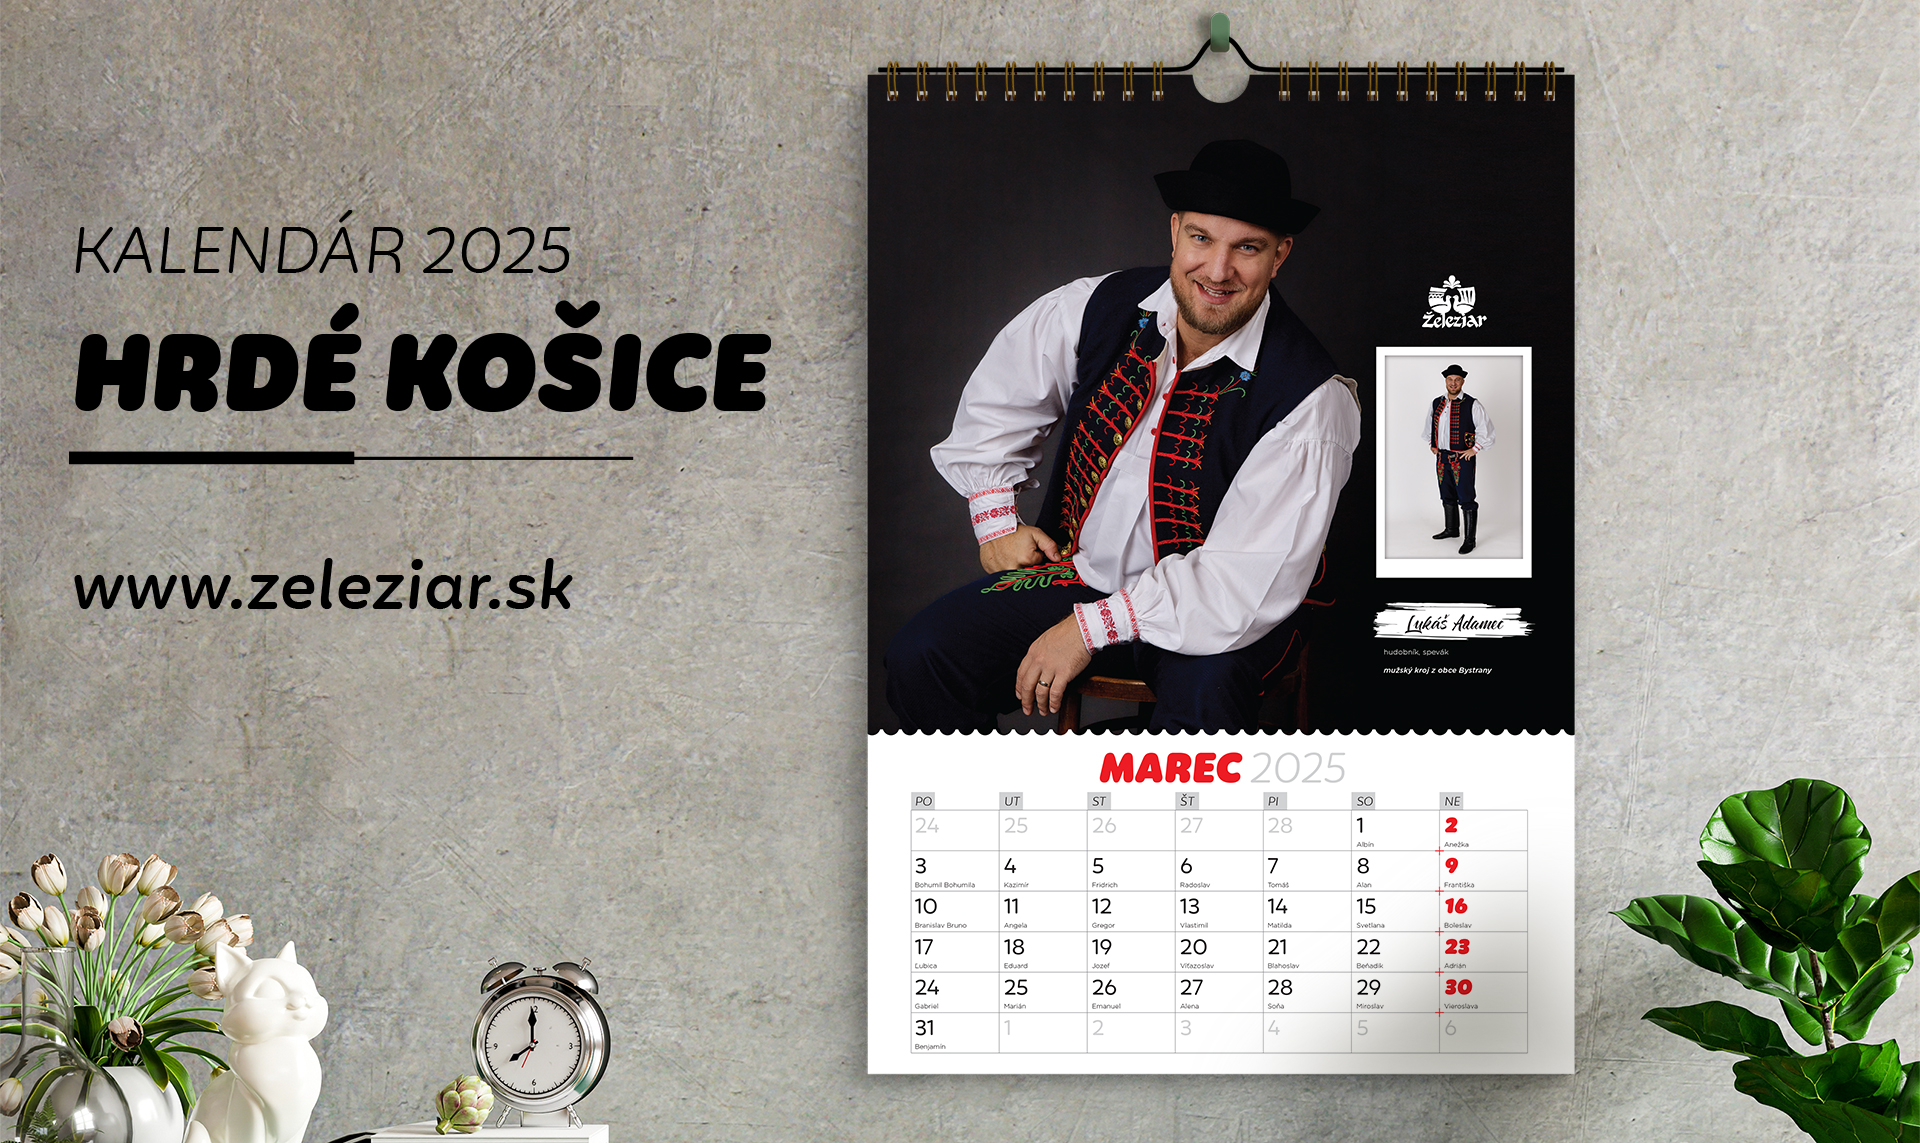 KALENDÁR 2025
HRDÉ KOŠICE
www.zeleziar.sk
Železiar
Lukáš Adamec
hudobník, spevák
mužský kroj z obce Bystrany
MAREC 2025
PO UT ST ŠT PI SO NE
24 25 26 27 28 1 2
Albín Anežka
3 4 5 6 7 8 9
Bohumil Bohumila Kazimír Fridrich Radoslav Tomáš Alan Františka
10 11 12 13 14 15 16
Branislav Bruno Angela Gregor Vlastimil Matilda Svetlana Boleslav
17 18 19 20 21 22 23
Ľubica Eduard Jozef Víťazoslav Blahoslav Beňadik Adrián
24 25 26 27 28 29 30
Gabriel Marián Emanuel Alena Soňa Miroslav Vieroslava
31 1 2 3 4 5 6
Benjamín
12
9 3
6